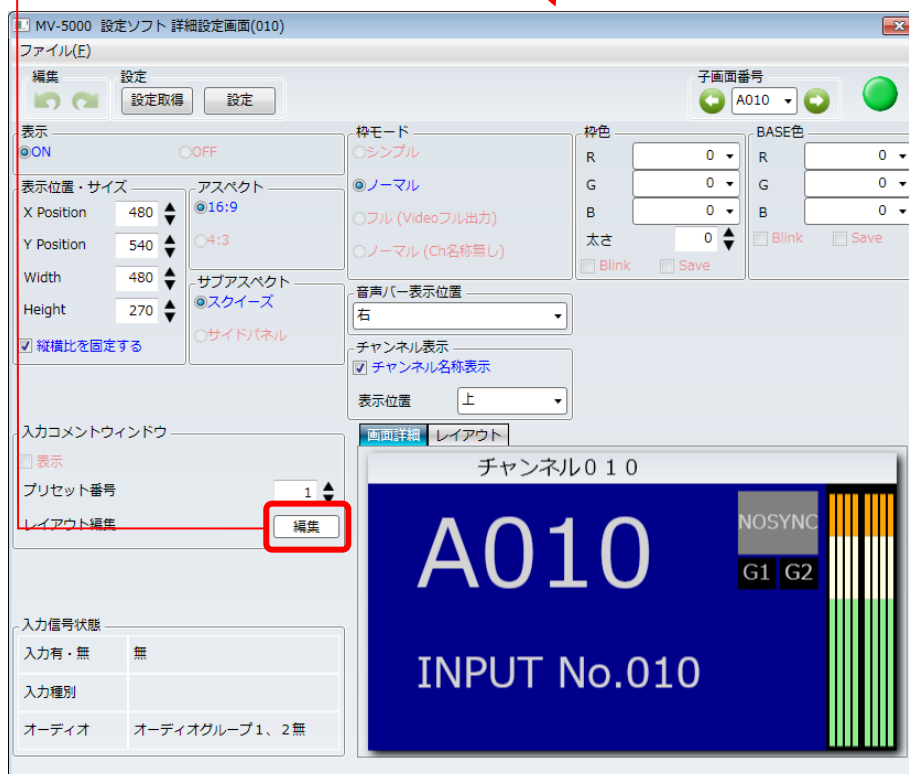 MV-5000 設定ソフト 詳細設定画面(010)
ファイル(F)
編集
設定
設定取得
設定
子画面番号
A010
表示
ON
OFF
表示位置・サイズ
X Position 480
Y Position 540
Width 480
Height 270
縦横比を固定する
アスペクト
16:9
4:3
サブアスペクト
スクイーズ
サイドパネル
枠モード
シンプル
ノーマル
フル (Videoフル出力)
ノーマル (Ch名称無し)
音声バー表示位置
右
チャンネル表示
チャンネル名称表示
表示位置 上
枠色
R 0
G 0
B 0
太さ 0
Blink Save
BASE色
R 0
G 0
B 0
Blink Save
入力コメントウィンドウ
表示
プリセット番号 1
レイアウト編集 編集
入力信号状態
入力有・無 無
入力種別
オーディオ オーディオグループ1、2無
画面詳細 レイアウト
チャンネル010
A010
NOSYNC
G1 G2
INPUT No.010